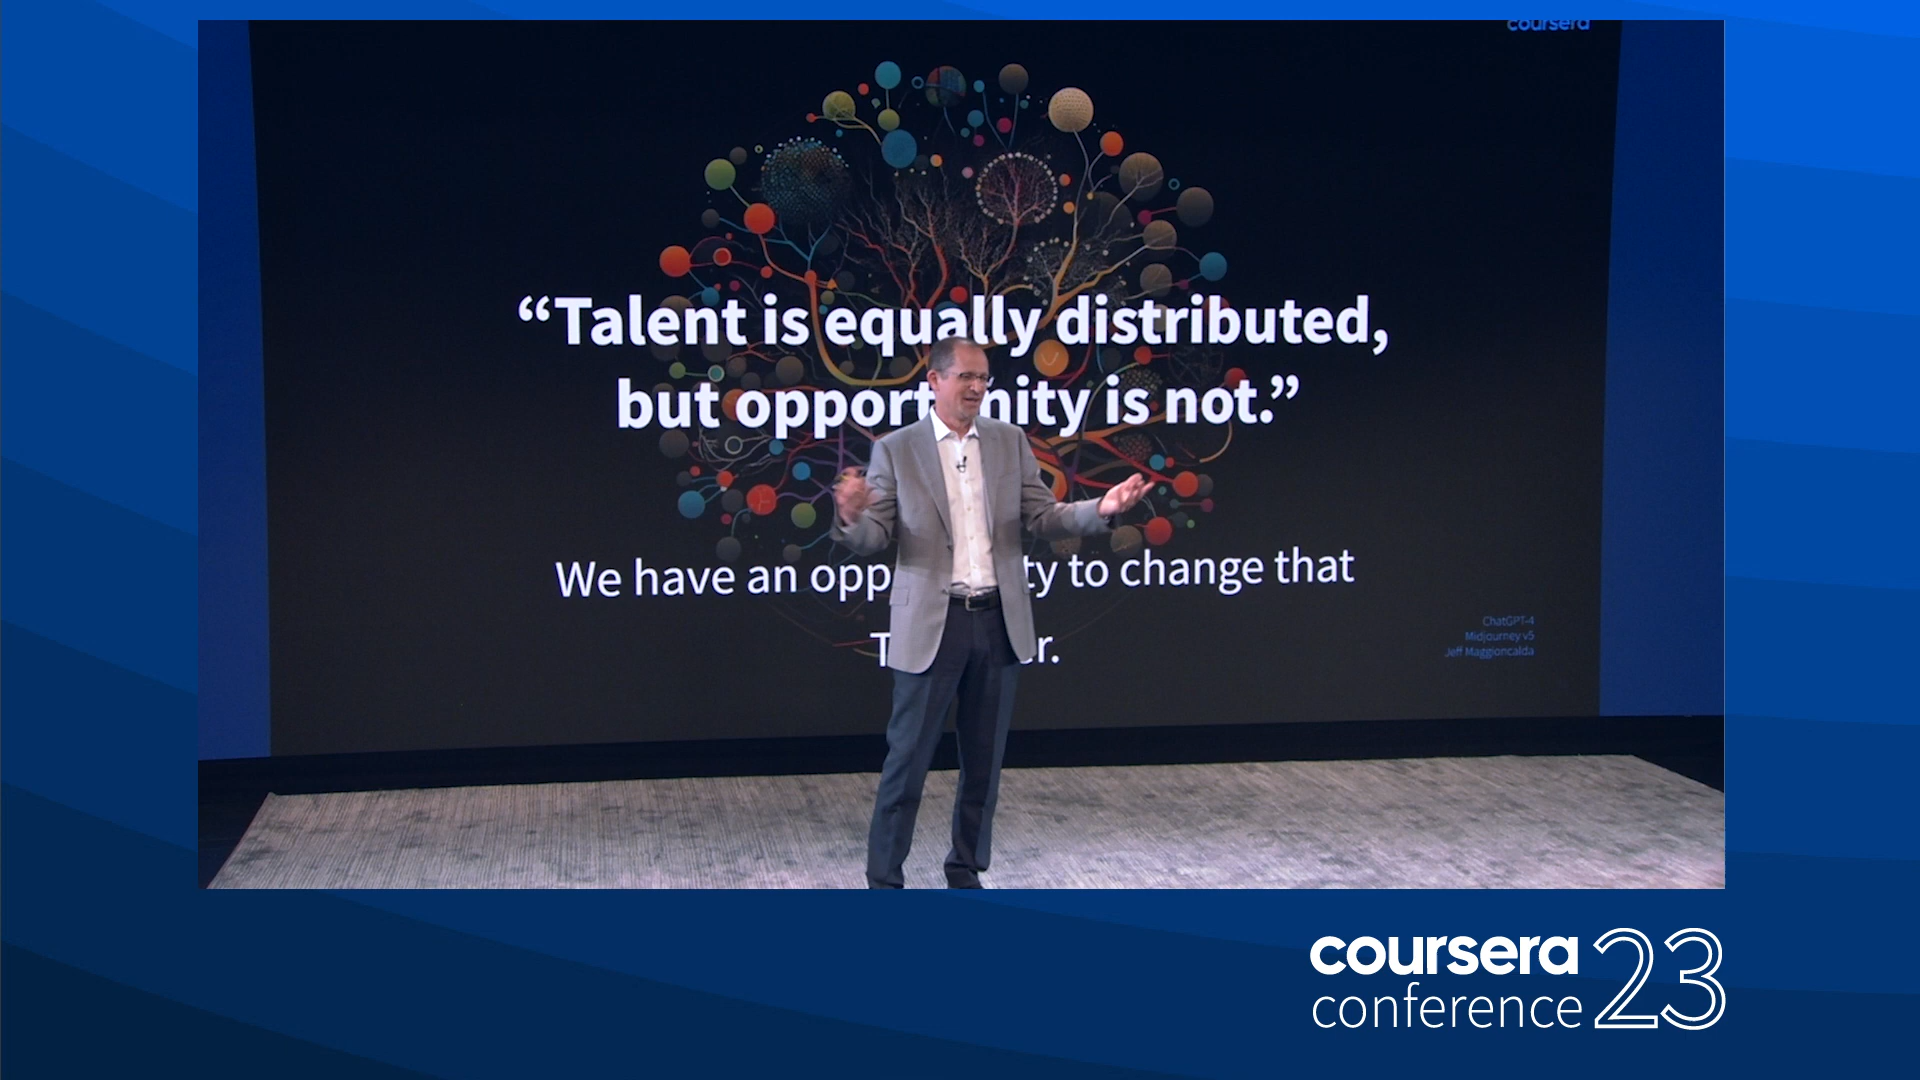 coursera
“Talent is equally distributed,
but opport nity is not.”
We have an opp ty to change that
T r.
ChatGPT-4
Midjourney v5
Jeff Maggioncalda
coursera 23
conference